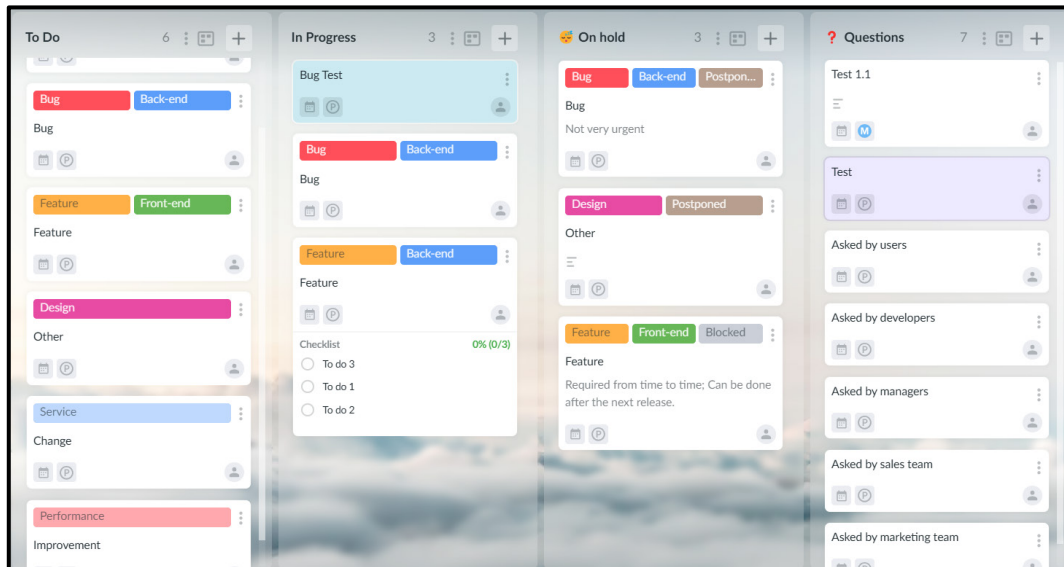 To Do 6
Bug Back-end
Bug
P
Feature Front-end
Feature
P
Design
Other
P
Service
Change
P
Performance
Improvement
In Progress 3
Bug Test
P
Bug Back-end
Bug
P
Feature Back-end
Feature
P
Checklist 0% (0/3)
To do 3
To do 1
To do 2
On hold 3
Bug Back-end Postpon...
Bug
Not very urgent
P
Design Postponed
Other
P
Feature Front-end Blocked
Feature
Required from time to time; Can be done
after the next release.
P
? Questions 7
Test 1.1
M
Test
P
Asked by users
P
Asked by developers
P
Asked by managers
P
Asked by sales team
P
Asked by marketing team